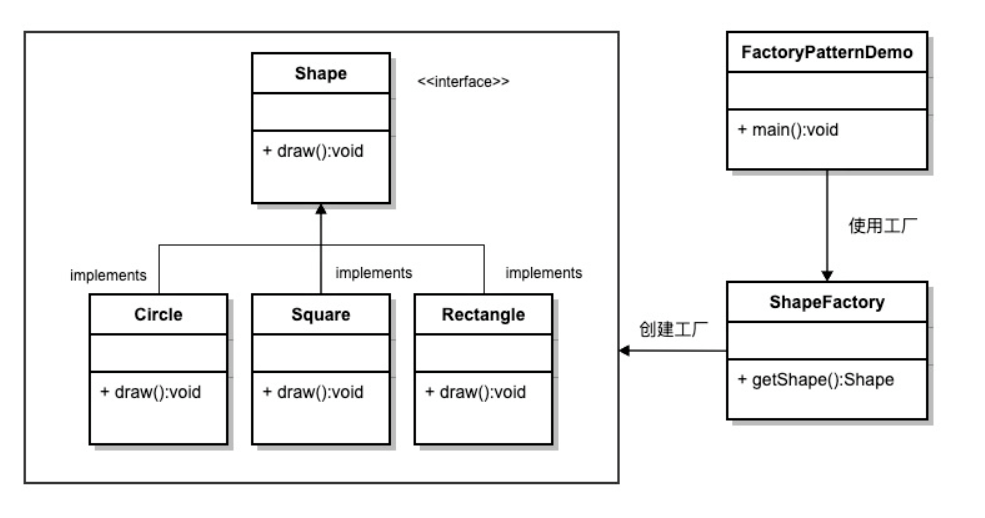 Shape
<<interface>>
+ draw():void
implements
implements
implements
Circle
+ draw():void
Square
+ draw():void
Rectangle
+ draw():void
FactoryPatternDemo
+ main():void
使用工厂
ShapeFactory
+ getShape():Shape
创建工厂